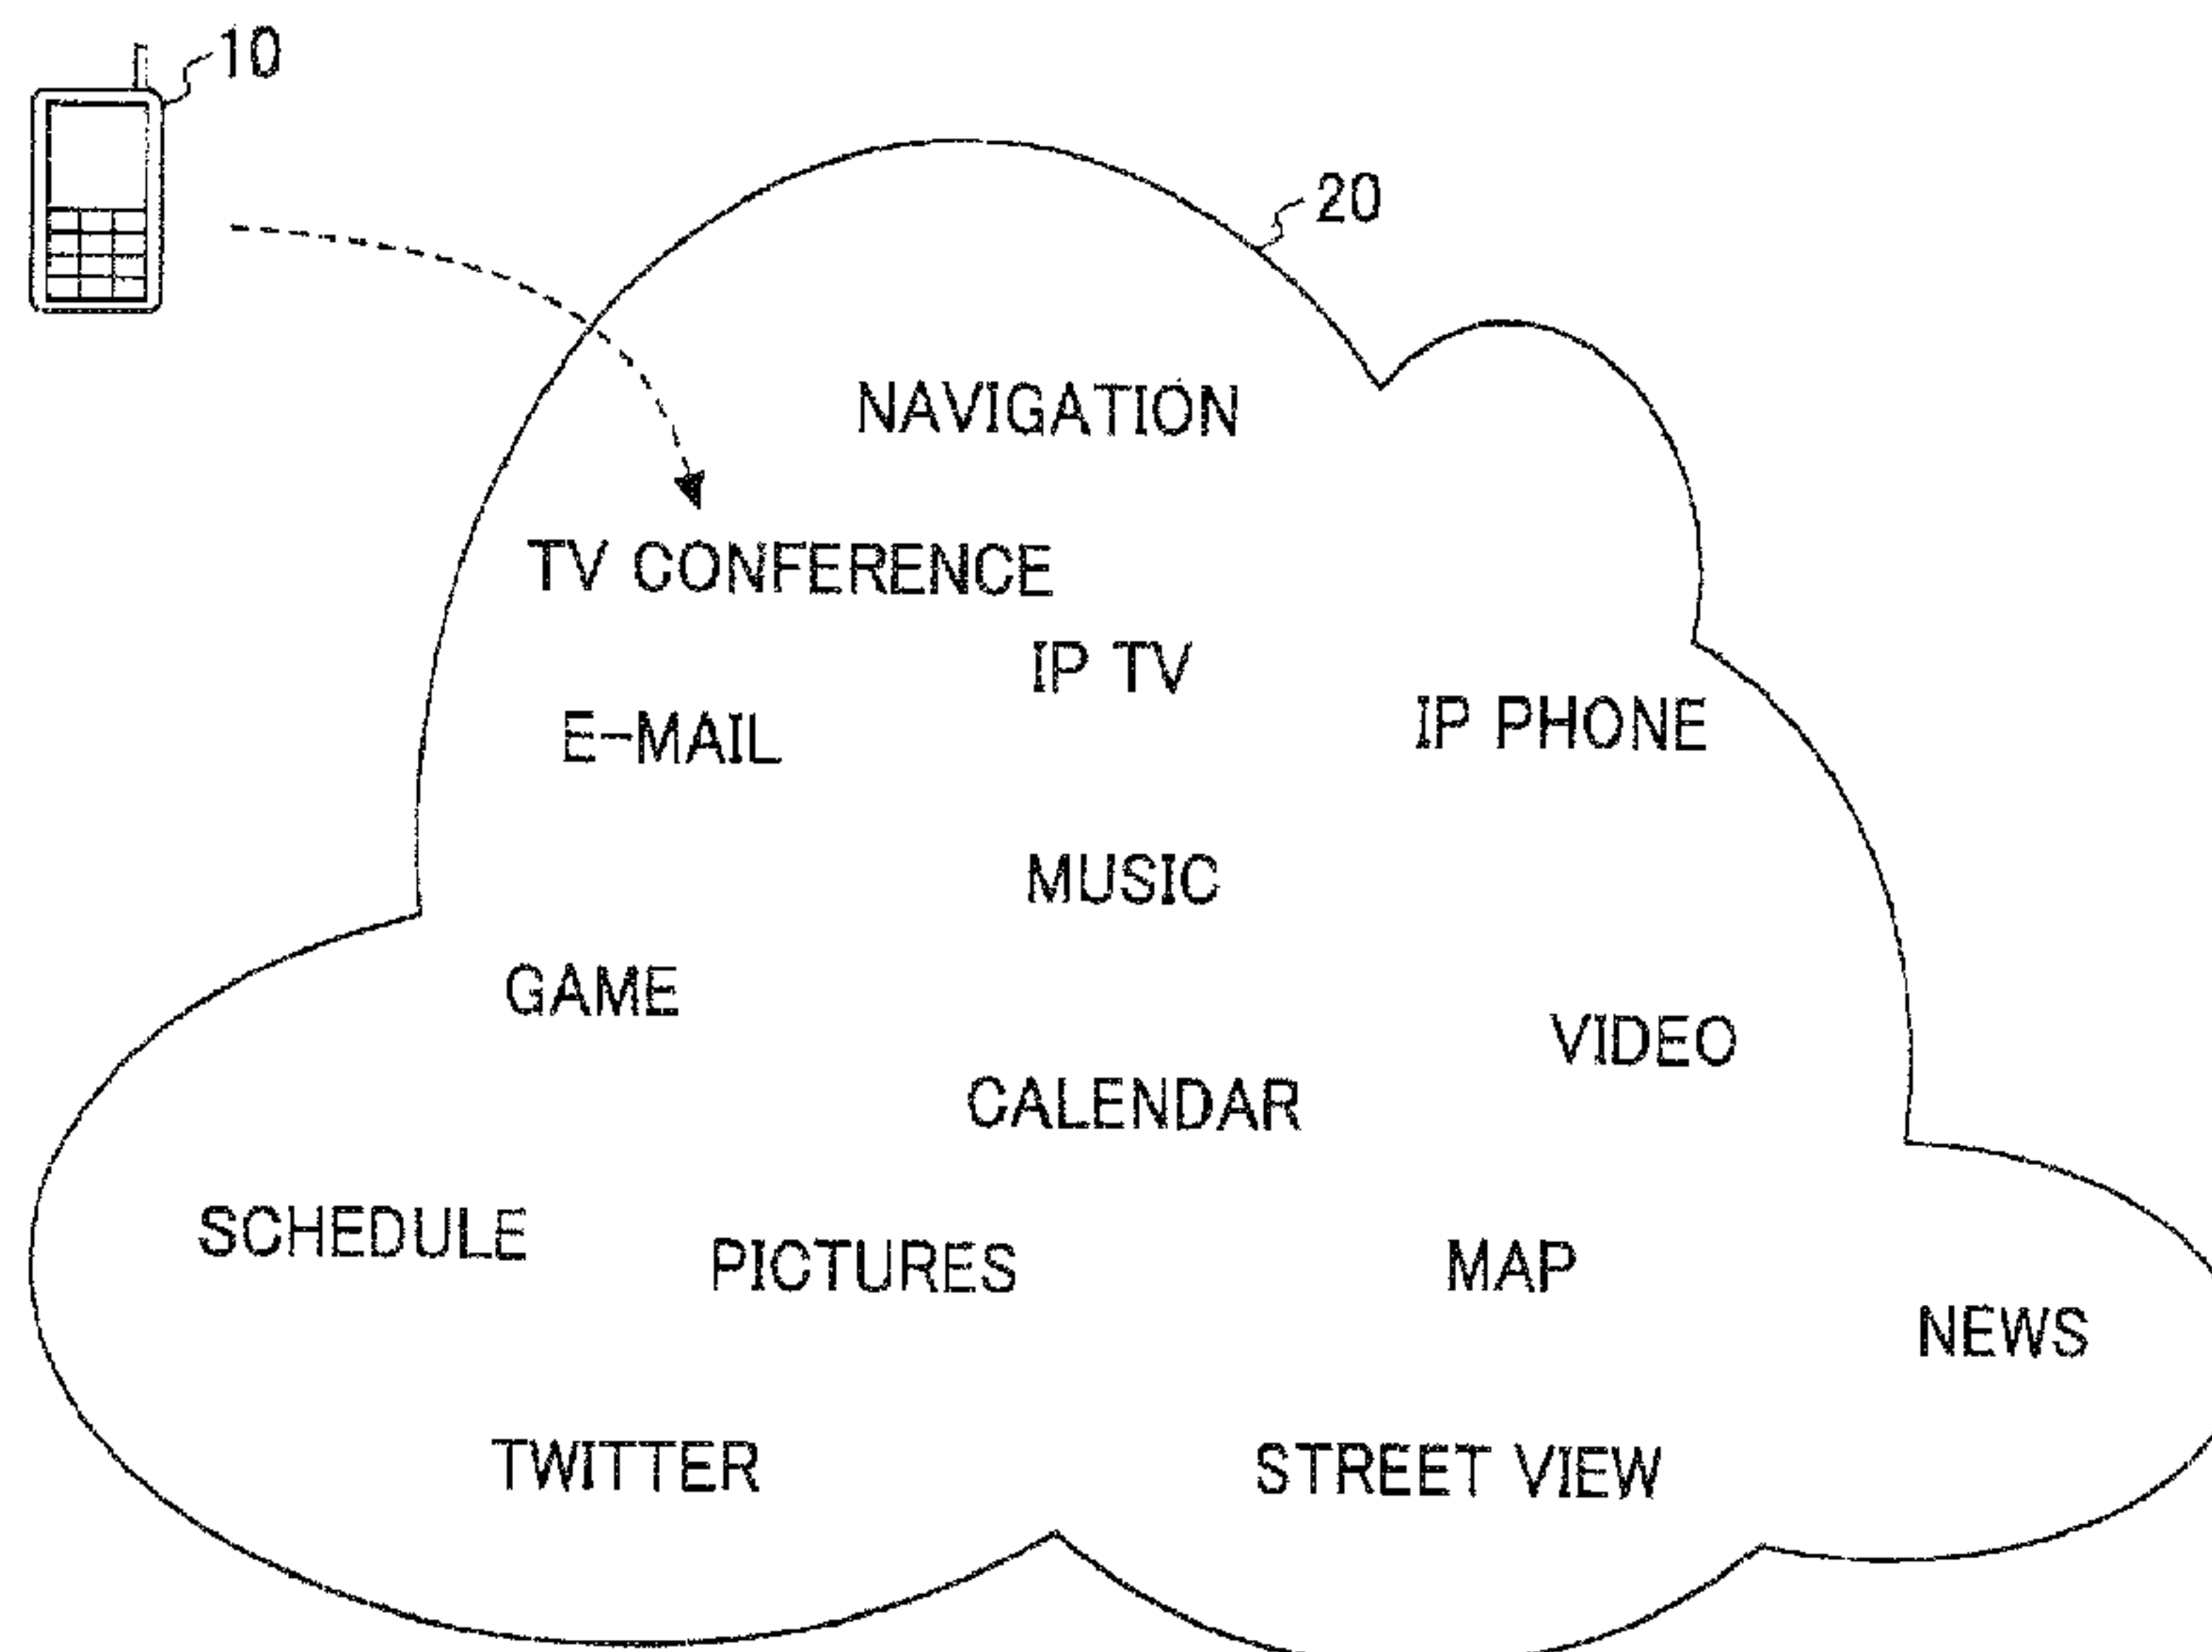 10
20
NAVIGATION
TV CONFERENCE
IP TV
IP PHONE
E-MAIL
MUSIC
GAME
VIDEO
CALENDAR
SCHEDULE
PICTURES
MAP
NEWS
TWITTER
STREET VIEW